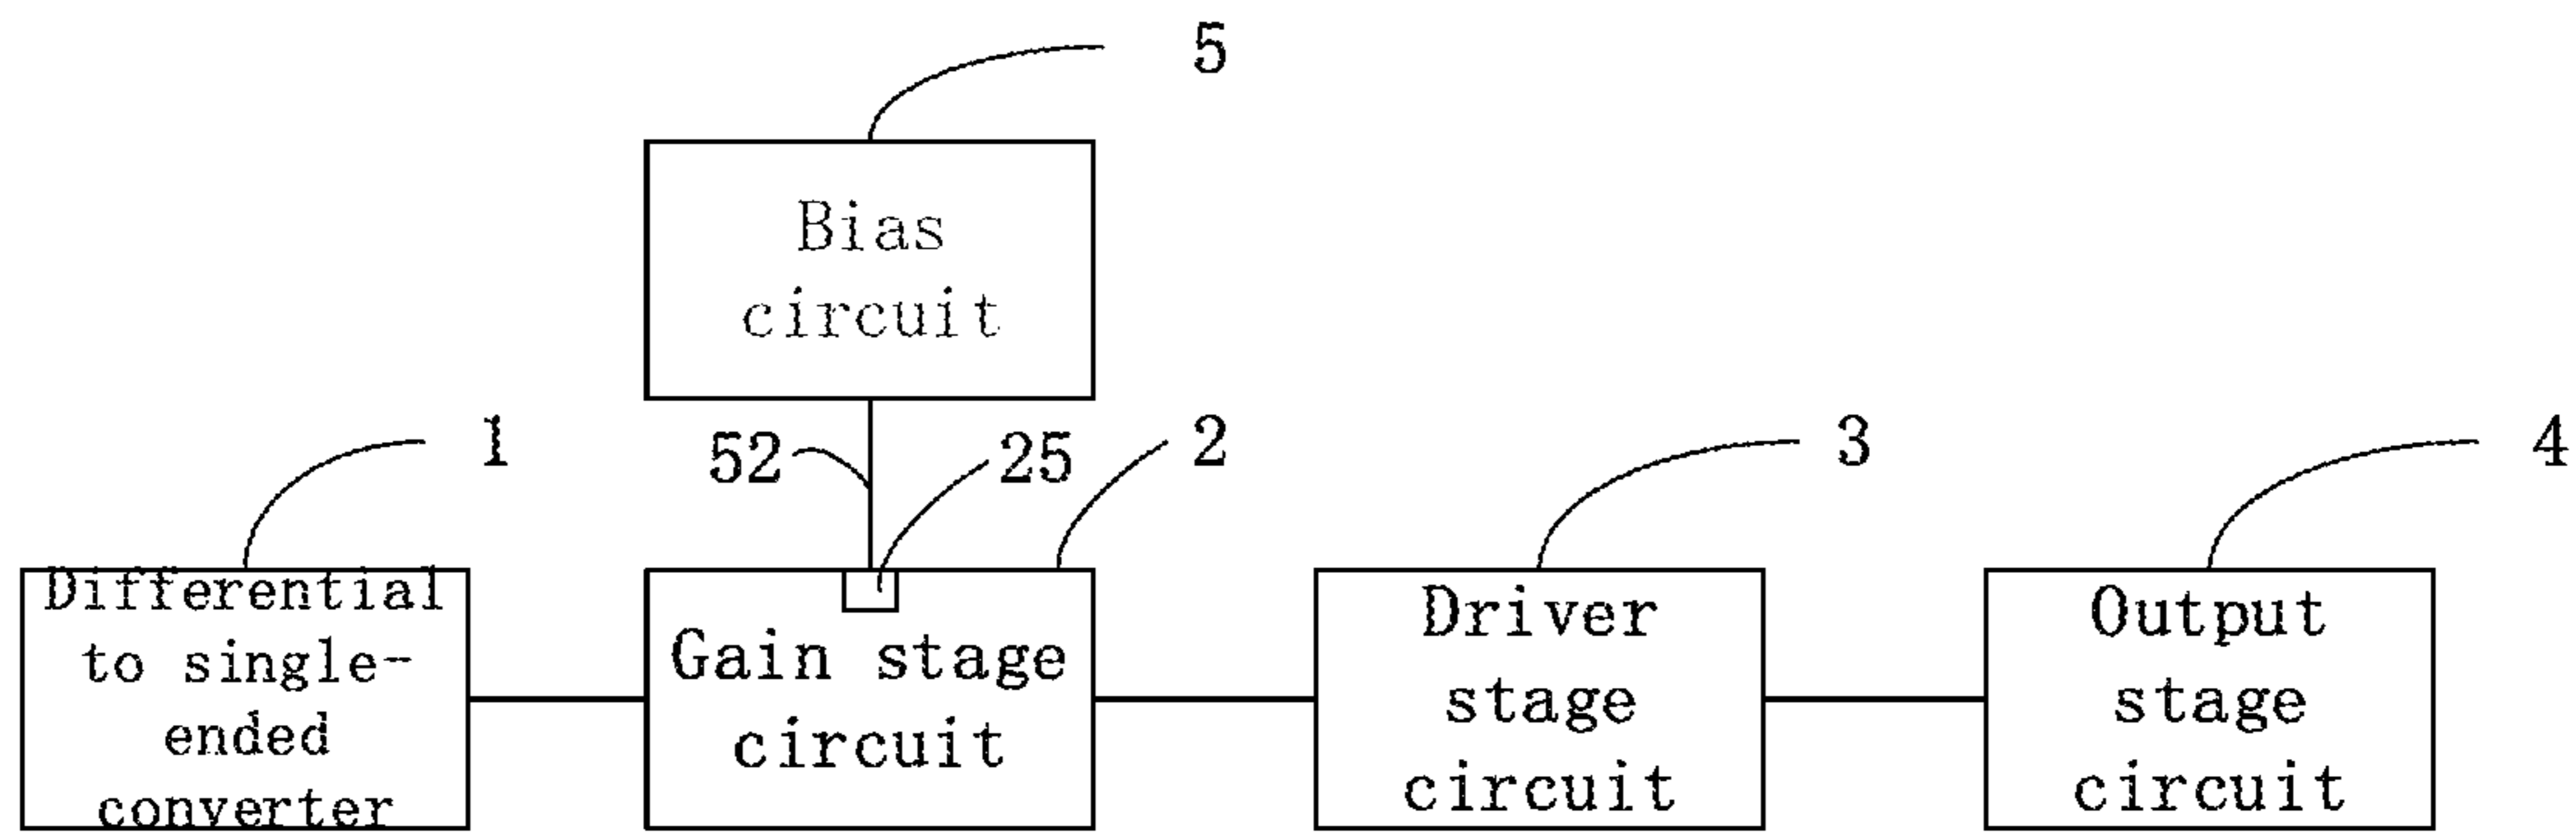 5
Bias
circuit
1
52
25
2
3
4
Differential
to single-
ended
converter
Gain stage
circuit
Driver
stage
circuit
Output
stage
circuit